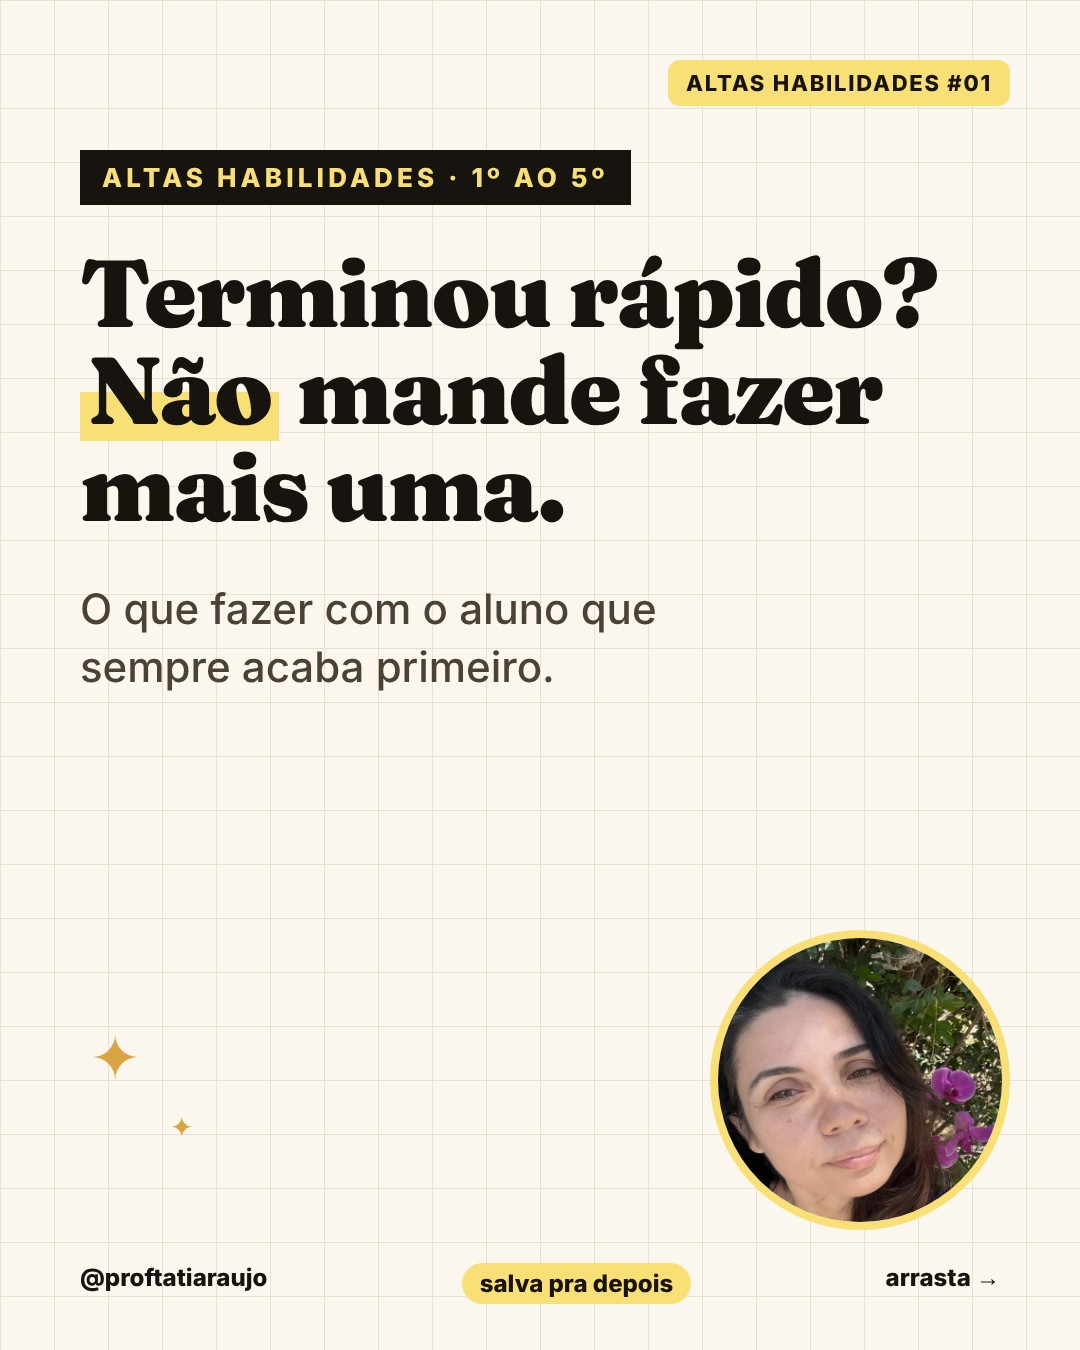 ALTAS HABILIDADES #01
ALTAS HABILIDADES · 1º AO 5º
Terminou rápido?
Não mande fazer
mais uma.
O que fazer com o aluno que
sempre acaba primeiro.
@proftatiaraujo
salva pra depois
arrasta →